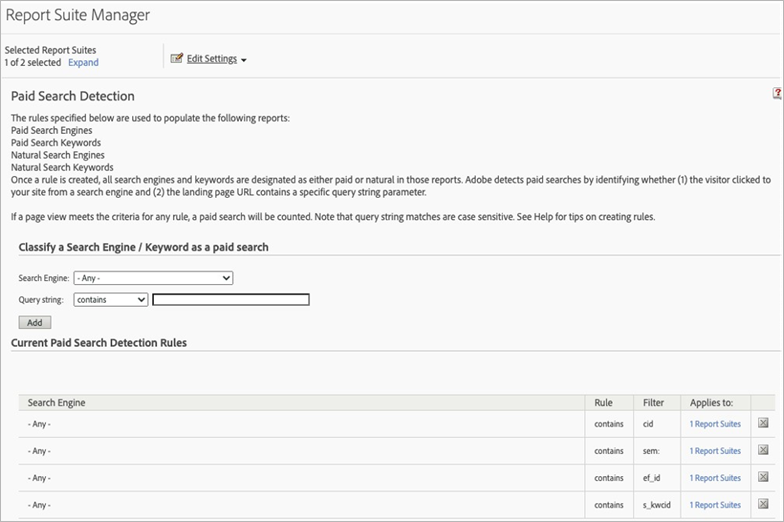 Report Suite Manager
Selected Report Suites
1 of 2 selected Expand
Edit Settings
Paid Search Detection
The rules specified below are used to populate the following reports:
Paid Search Engines
Paid Search Keywords
Natural Search Engines
Natural Search Keywords
Once a rule is created, all search engines and keywords are designated as either paid or natural in those reports. Adobe detects paid searches by identifying whether (1) the visitor clicked to
your site from a search engine and (2) the landing page URL contains a specific query string parameter.
If a page view meets the criteria for any rule, a paid search will be counted. Note that query string matches are case sensitive. See Help for tips on creating rules.
Classify a Search Engine / Keyword as a paid search
Search Engine: - Any -
Query string: contains
Add
Current Paid Search Detection Rules
Search Engine Rule Filter Applies to:
- Any - contains cid 1 Report Suites
- Any - contains sem: 1 Report Suites
- Any - contains ef_id 1 Report Suites
- Any - contains s_kwcid 1 Report Suites